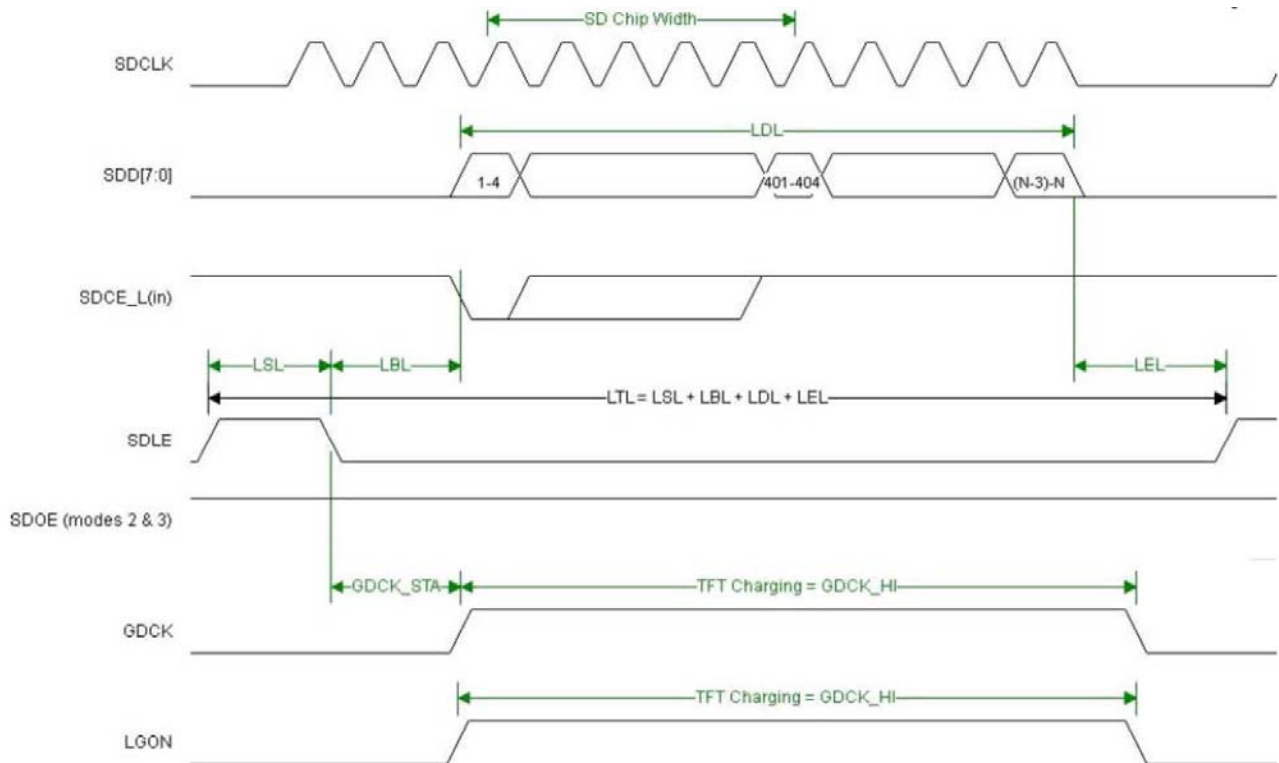 SD Chip Width
SDCLK
LDL
SDD[7:0]
1-4
401-404
(N-3)-N
SDCE_L(in)
LSL
LBL
LEL
LTL = LSL + LBL + LDL + LEL
SDLE
SDOE (modes 2 & 3)
GDCK_STA
TFT Charging = GDCK_HI
GDCK
TFT Charging = GDCK_HI
LGON